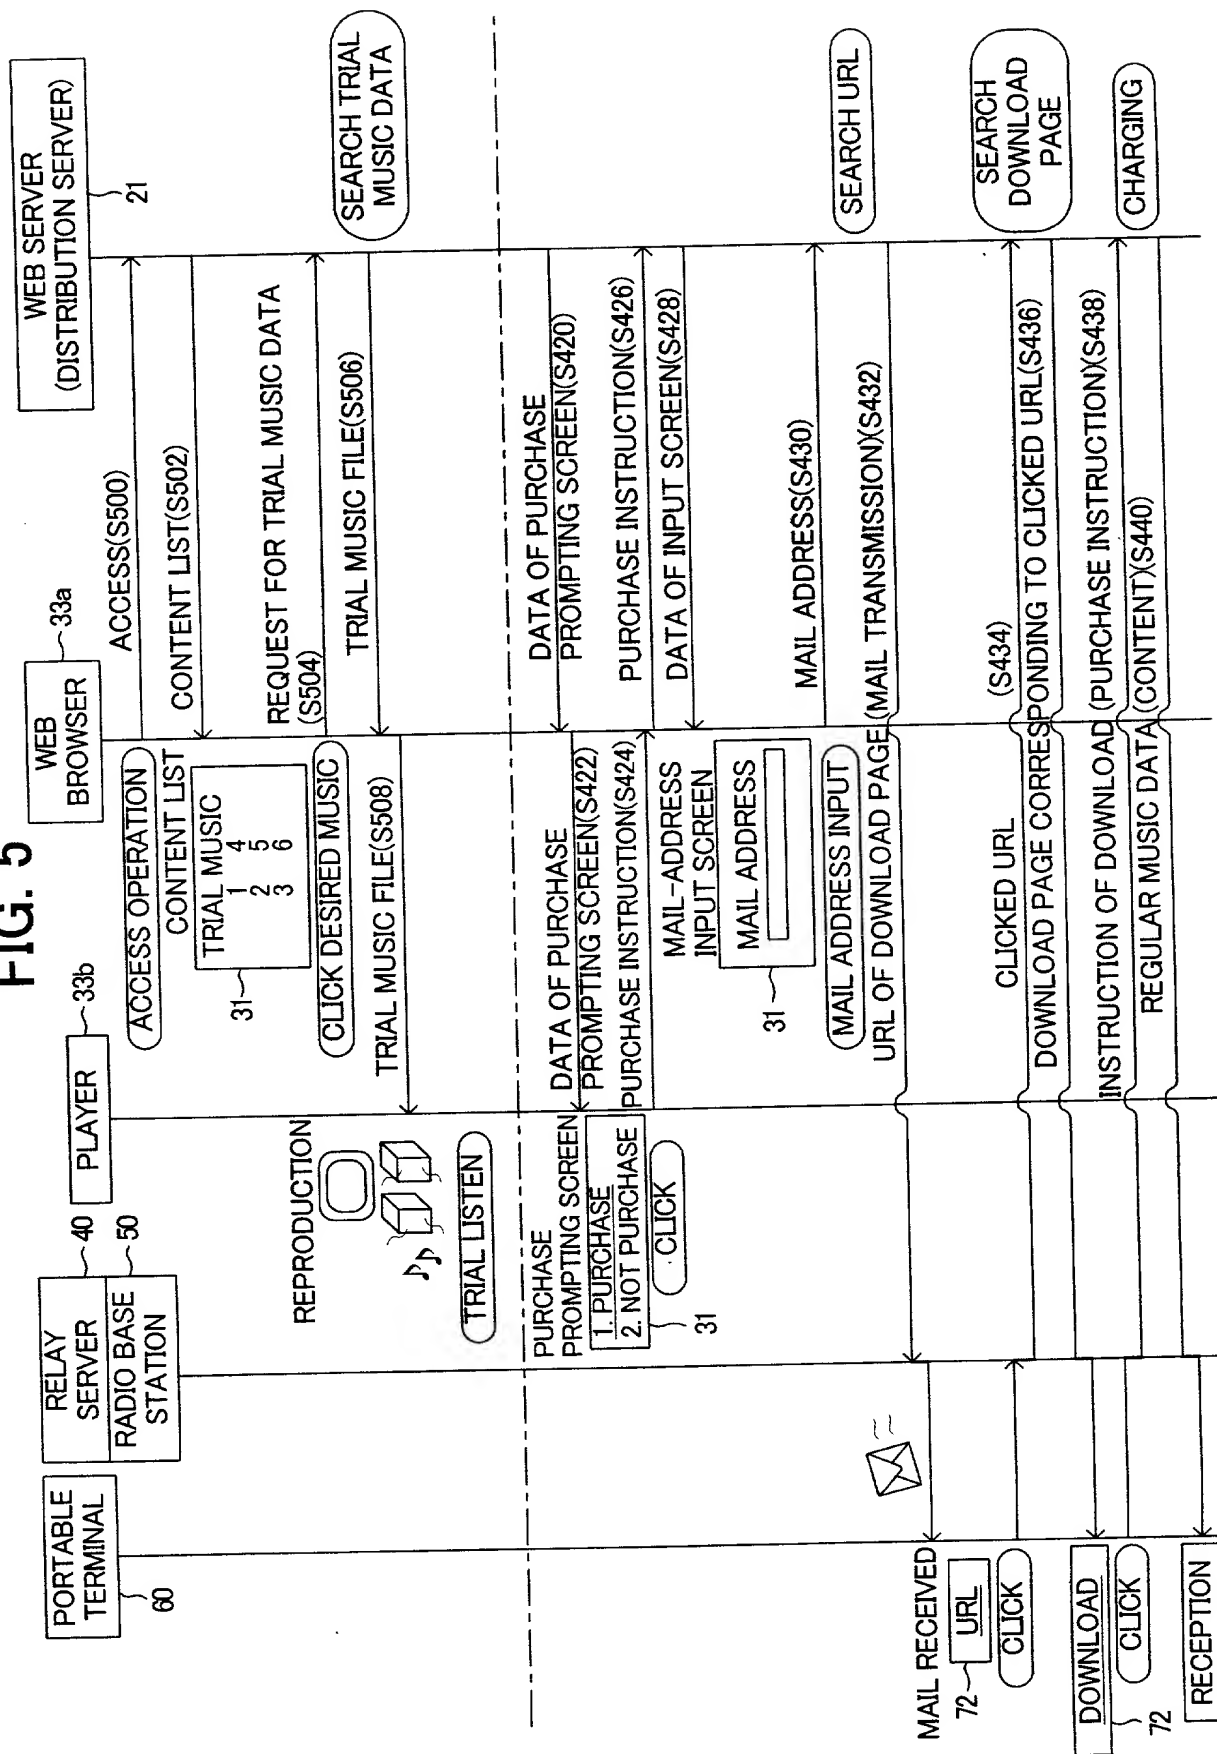 FIG. 5
PORTABLE
TERMINAL
60
RELAY
SERVER
40
RADIO BASE
STATION
50
PLAYER
33b
WEB
BROWSER
33a
WEB SERVER
(DISTRIBUTION SERVER)
21
ACCESS OPERATION
ACCESS(S500)
CONTENT LIST
CONTENT LIST(S502)
TRIAL MUSIC
1 4
2 5
3 6
31
CLICK DESIRED MUSIC
REQUEST FOR TRIAL MUSIC DATA
(S504)
SEARCH TRIAL
MUSIC DATA
TRIAL MUSIC FILE(S506)
TRIAL MUSIC FILE(S508)
REPRODUCTION
TRIAL LISTEN
DATA OF PURCHASE
PROMPTING SCREEN(S420)
DATA OF PURCHASE
PROMPTING SCREEN(S422)
PURCHASE
PROMPTING SCREEN
1. PURCHASE
2. NOT PURCHASE
31
CLICK
PURCHASE INSTRUCTION(S424)
PURCHASE INSTRUCTION(S426)
DATA OF INPUT SCREEN(S428)
MAIL-ADDRESS
INPUT SCREEN
MAIL ADDRESS
31
MAIL ADDRESS INPUT
MAIL ADDRESS(S430)
SEARCH URL
URL OF DOWNLOAD PAGE (MAIL TRANSMISSION)(S432)
MAIL RECEIVED
URL
72
CLICK
CLICKED URL (S434)
SEARCH
DOWNLOAD
PAGE
DOWNLOAD PAGE CORRESPONDING TO CLICKED URL(S436)
DOWNLOAD
72
CLICK
INSTRUCTION OF DOWNLOAD (PURCHASE INSTRUCTION)(S438)
CHARGING
REGULAR MUSIC DATA (CONTENT)(S440)
RECEPTION